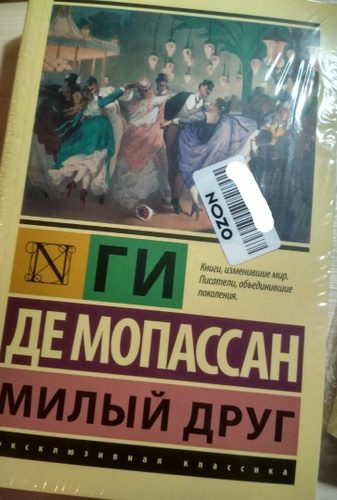 OZON
N
ГИ
Книги, изменившие мир.
Писатели, объединившие
поколения.
ДЕ МОПАССАН
МИЛЫЙ ДРУГ
эксклюзивная классика